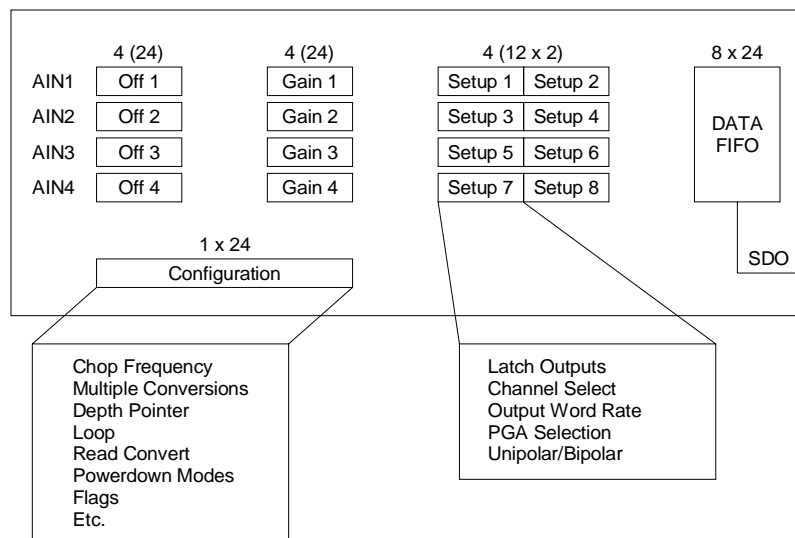 4 (24) 4 (24) 4 (12 x 2) 8 x 24
AIN1 Off 1 Gain 1 Setup 1 Setup 2
AIN2 Off 2 Gain 2 Setup 3 Setup 4
AIN3 Off 3 Gain 3 Setup 5 Setup 6
AIN4 Off 4 Gain 4 Setup 7 Setup 8
DATA
FIFO
SDO
1 x 24
Configuration
Chop Frequency
Multiple Conversions
Depth Pointer
Loop
Read Convert
Powerdown Modes
Flags
Etc.
Latch Outputs
Channel Select
Output Word Rate
PGA Selection
Unipolar/Bipolar